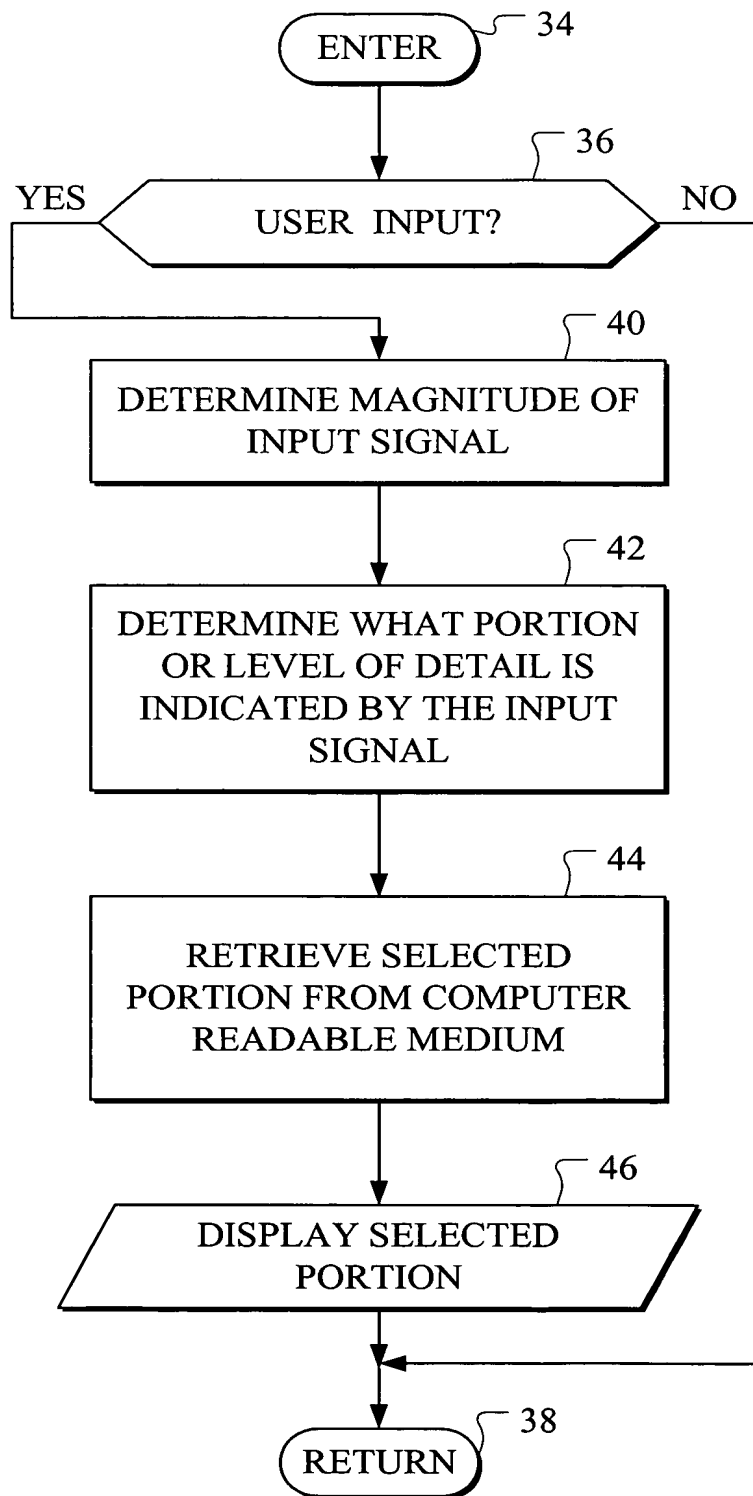 ENTER
34
36
YES
USER INPUT?
NO
40
DETERMINE MAGNITUDE OF
INPUT SIGNAL
42
DETERMINE WHAT PORTION
OR LEVEL OF DETAIL IS
INDICATED BY THE INPUT
SIGNAL
44
RETRIEVE SELECTED
PORTION FROM COMPUTER
READABLE MEDIUM
46
DISPLAY SELECTED
PORTION
38
RETURN